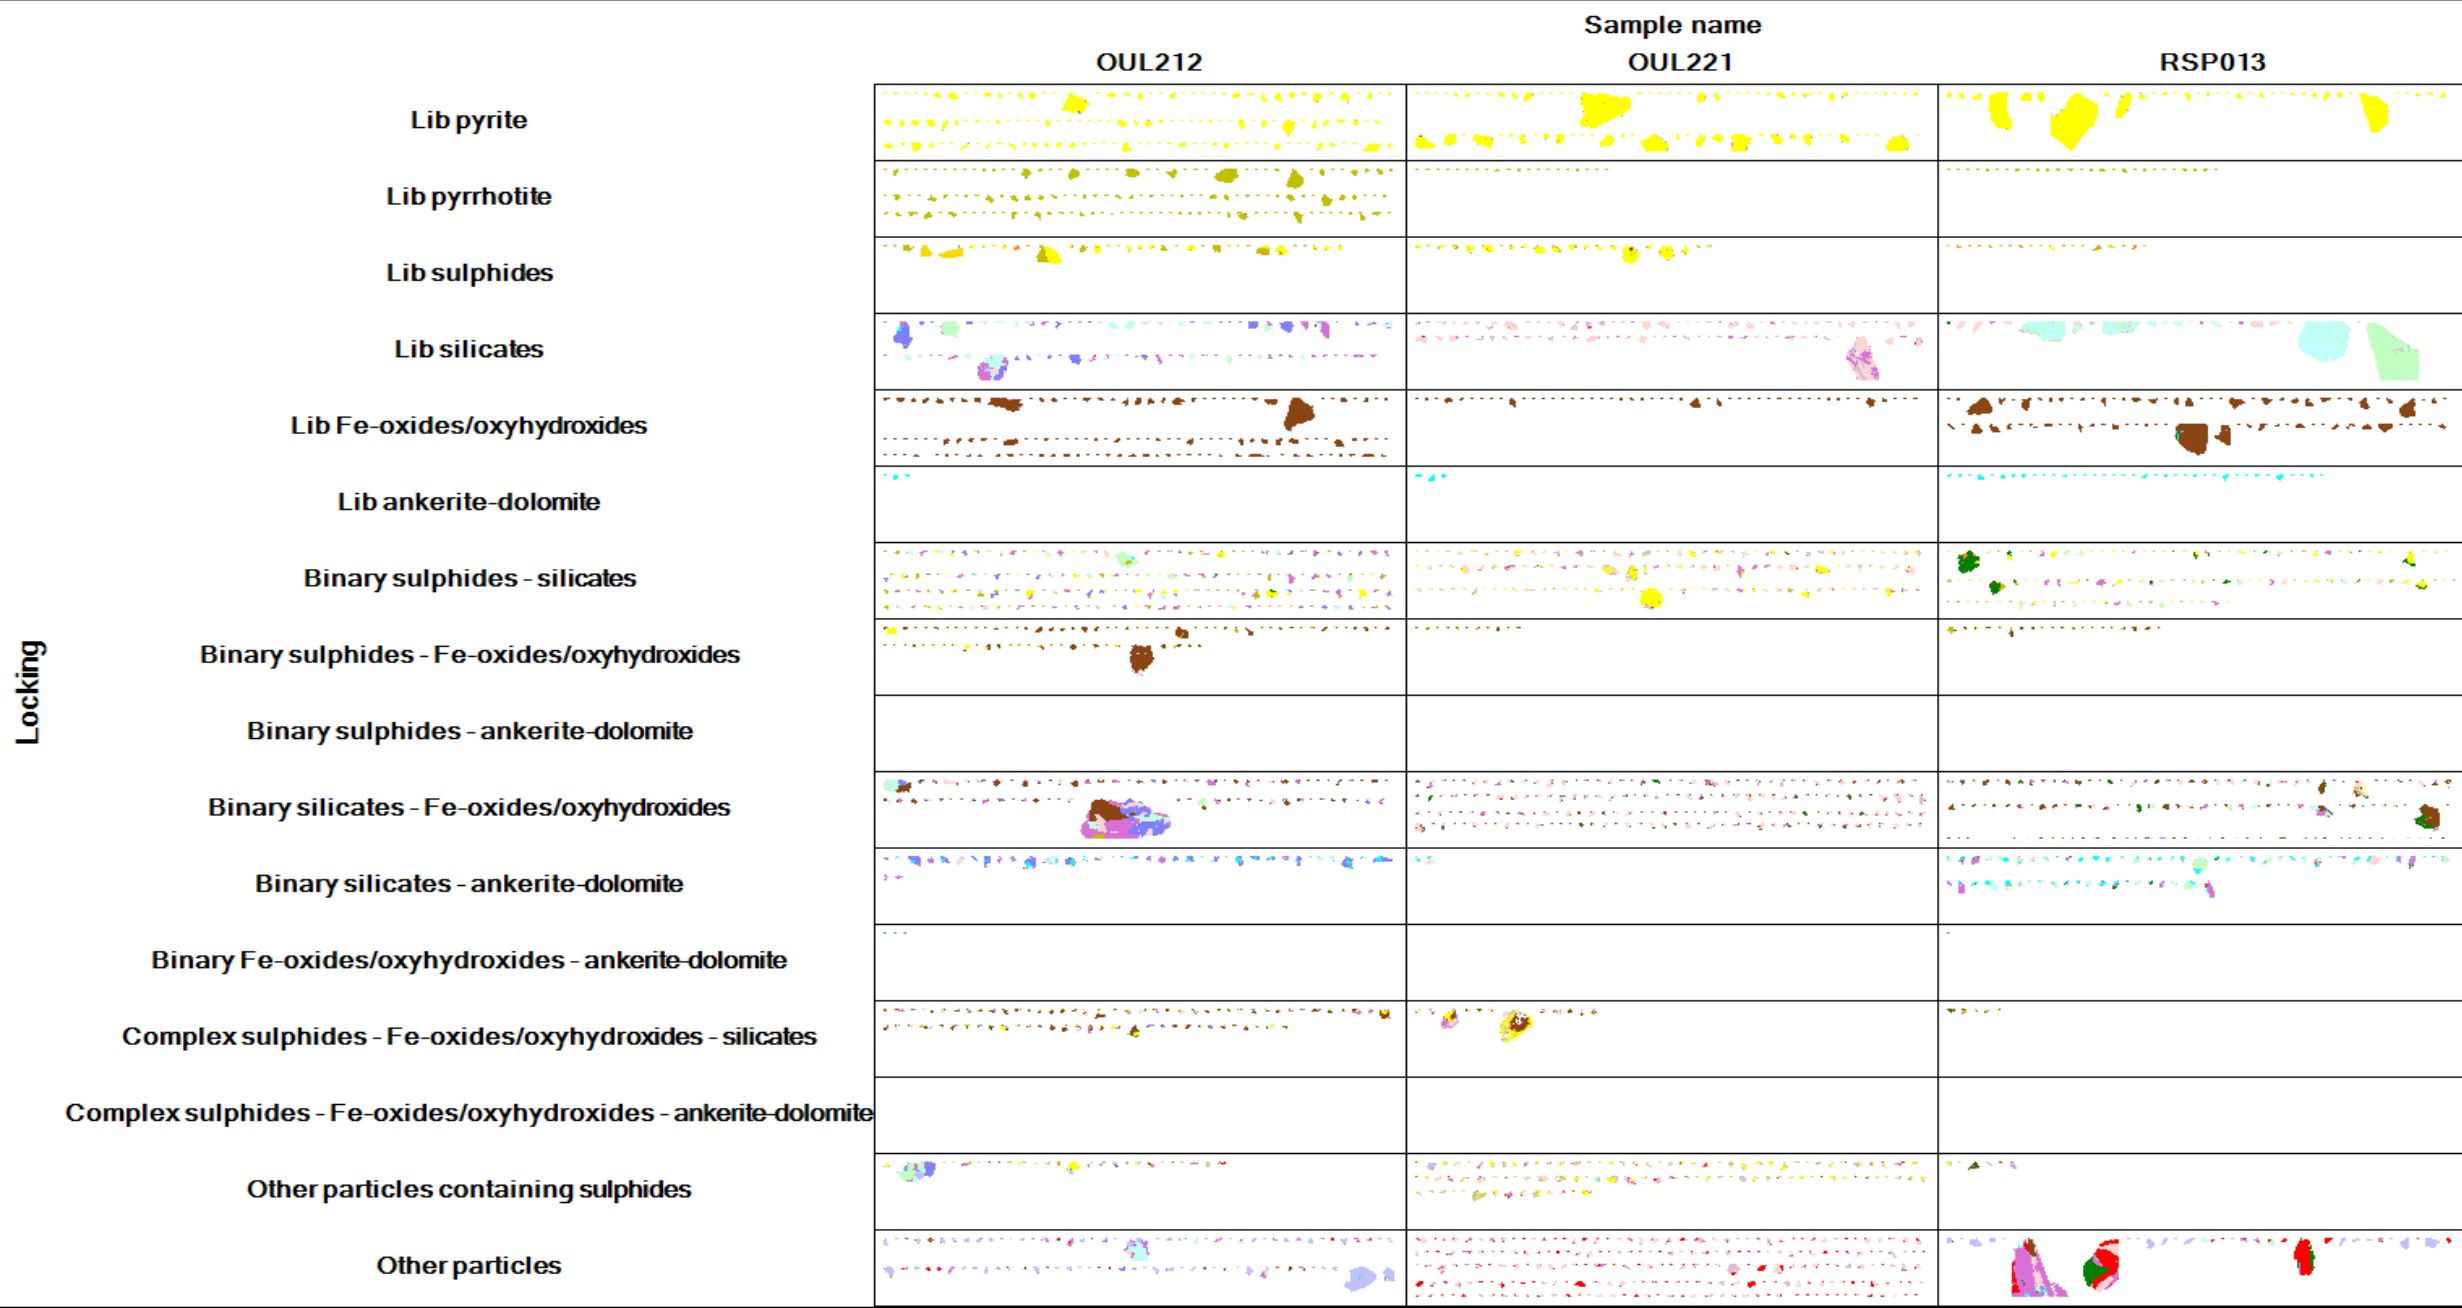 Sample name
OUL212 OUL221 RSP013
Lib pyrite
Lib pyrrhotite
Lib sulphides
Lib silicates
Lib Fe-oxides/oxyhydroxides
Lib ankerite-dolomite
Binary sulphides - silicates
Binary sulphides - Fe-oxides/oxyhydroxides
Binary sulphides - ankerite-dolomite
Binary silicates - Fe-oxides/oxyhydroxides
Binary silicates - ankerite-dolomite
Binary Fe-oxides/oxyhydroxides - ankerite-dolomite
Complex sulphides - Fe-oxides/oxyhydroxides - silicates
Complex sulphides - Fe-oxides/oxyhydroxides - ankerite-dolomite
Other particles containing sulphides
Other particles
Locking